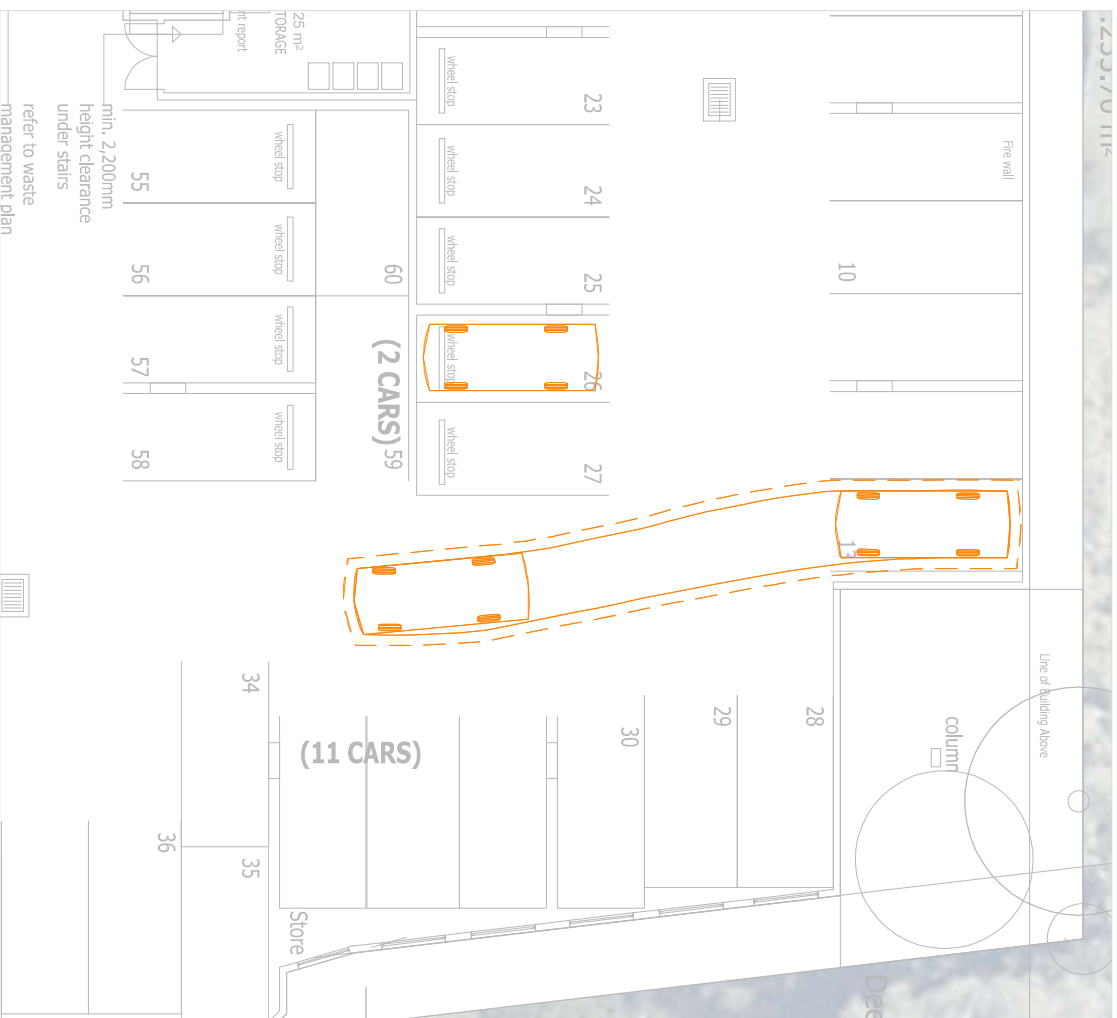 25 m²
TORAGE
nt report
min. 2,200mm
height clearance
under stairs
refer to waste
management plan
wheel stop
23
wheel stop
24
wheel stop
25
wheel stop
26
wheel stop
27
wheel stop
55
wheel stop
56
wheel stop
57
wheel stop
58
60
(2 CARS)
59
Fire wall
10
13
34
(11 CARS)
30
29
28
column
Line of Building Above
36
35
Store
Dee